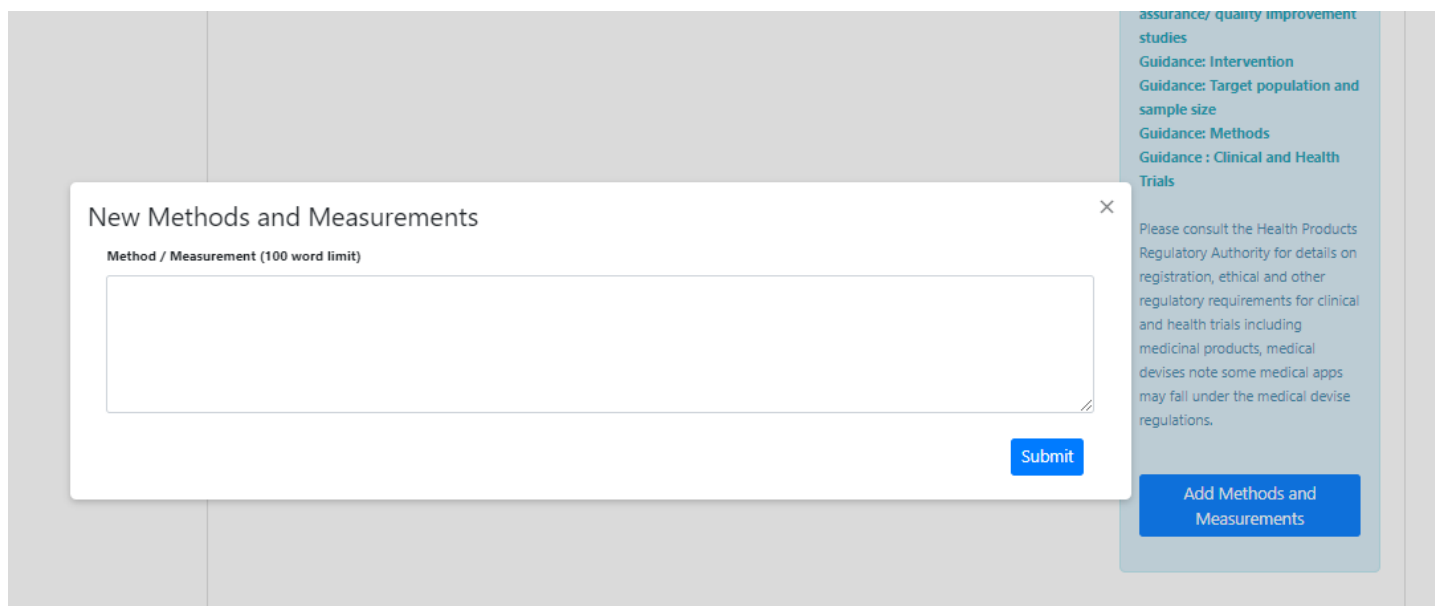 assurance/ quality improvement
studies
Guidance: Intervention
Guidance: Target population and
sample size
Guidance: Methods
Guidance : Clinical and Health
Trials
Please consult the Health Products
Regulatory Authority for details on
registration, ethical and other
regulatory requirements for clinical
and health trials including
medicinal products, medical
devises note some medical apps
may fall under the medical devise
regulations.
Add Methods and
Measurements
New Methods and Measurements
×
Method / Measurement (100 word limit)
Submit